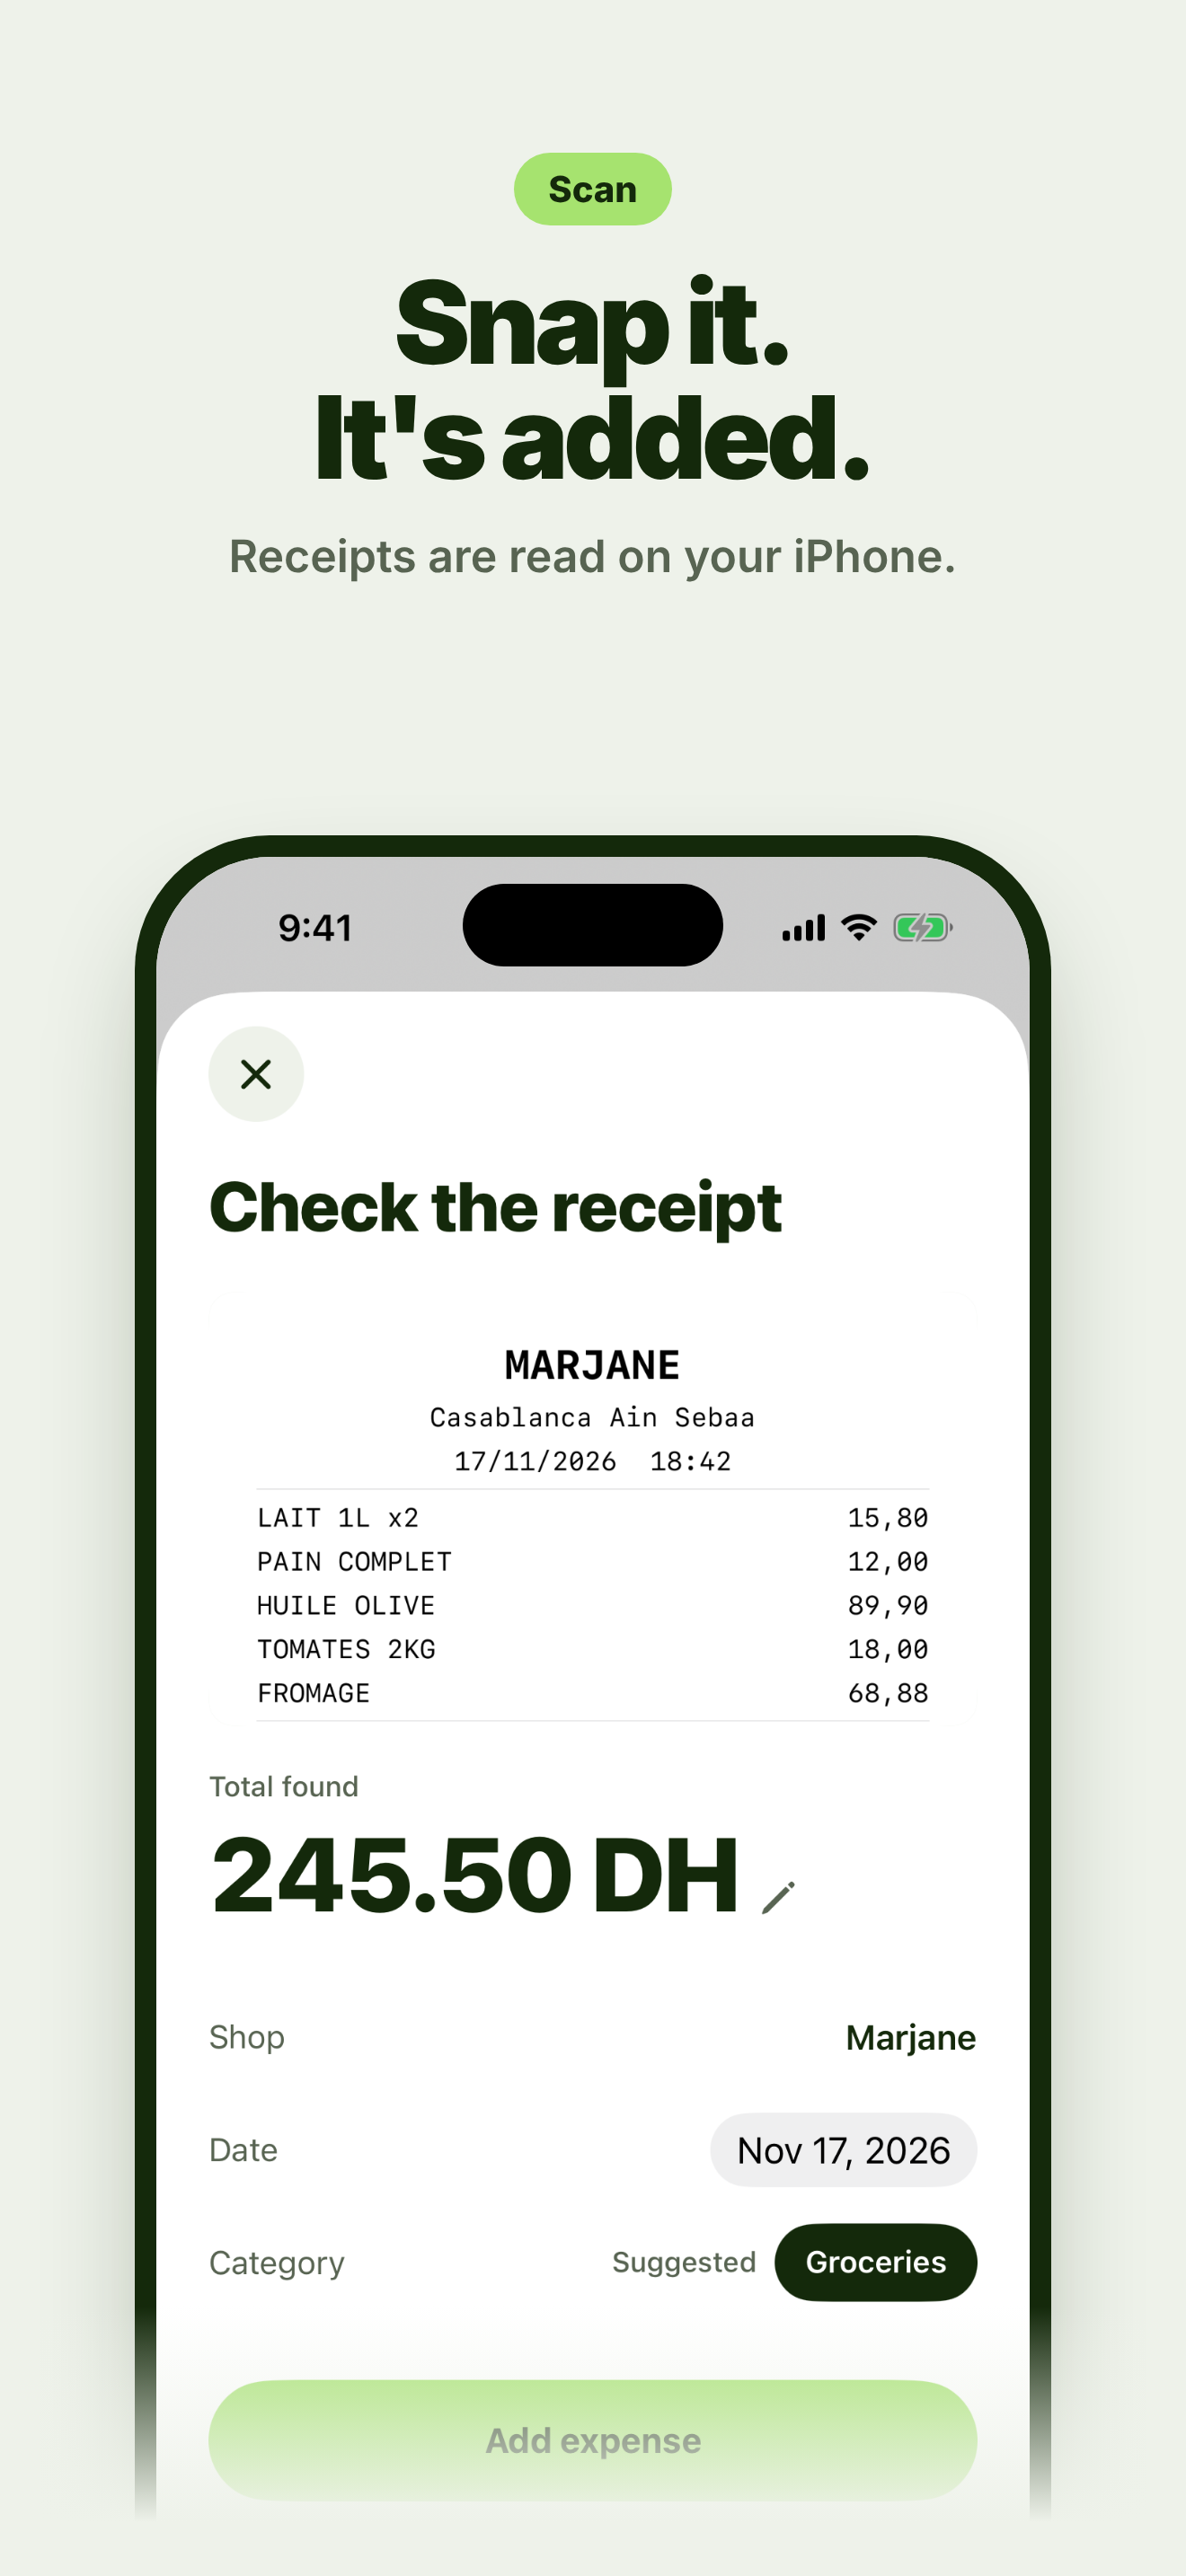 Scan
Snap it.
It's added.
Receipts are read on your iPhone.
9:41
Check the receipt
MARJANE
Casablanca Ain Sebaa
17/11/2026 18:42
LAIT 1L x2 15,80
PAIN COMPLET 12,00
HUILE OLIVE 89,90
TOMATES 2KG 18,00
FROMAGE 68,88
Total found
245.50 DH
Shop Marjane
Date Nov 17, 2026
Category Suggested Groceries
Add expense